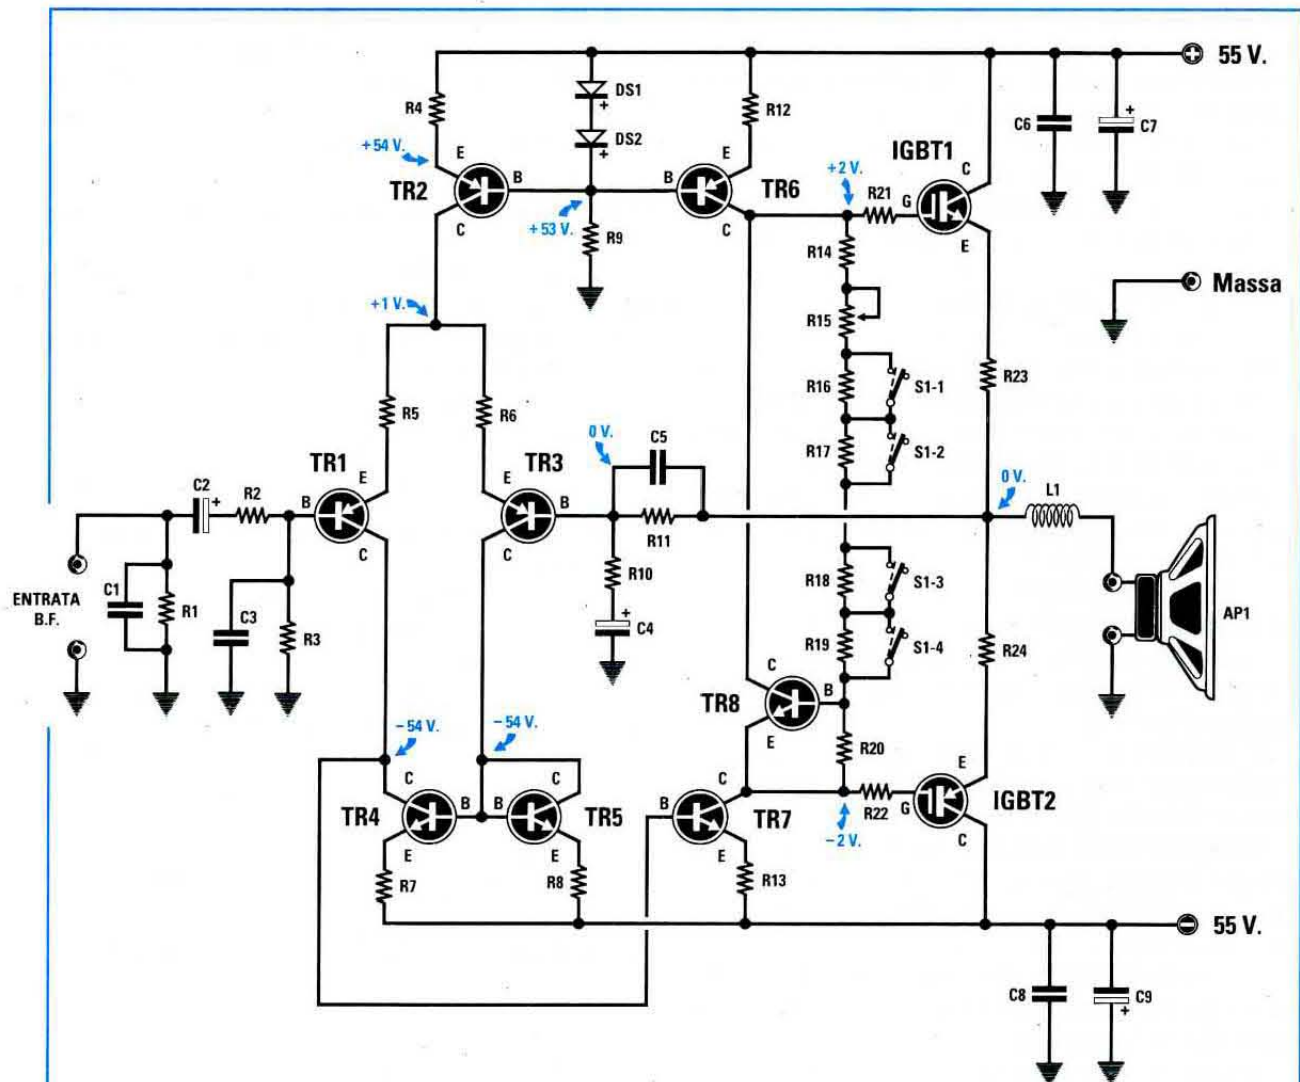 55 V.
R4
DS1
DS2
R12
C6
C7
IGBT1
+54 V.
E
TR2
B
C
+53 V.
R9
B
E
TR6
C
+2 V.
R21
G
C
E
R14
R15
Massa
+1 V.
R5
R6
R16
S1-1
R17
S1-2
R23
0 V.
C5
TR1
TR3
C2
+
R2
B
E
C
E
B
C
R11
0 V.
L1
ENTRATA
B.F.
C1
R1
C3
R3
R10
+
C4
R18
S1-3
R19
S1-4
R24
AP1
TR8
C
B
E
R20
-54 V.
-54 V.
TR4
C
B
E
B
C
TR5
E
TR7
B
C
E
R22
-2 V.
G
E
C
IGBT2
R7
R8
R13
55 V.
C8
C9
+